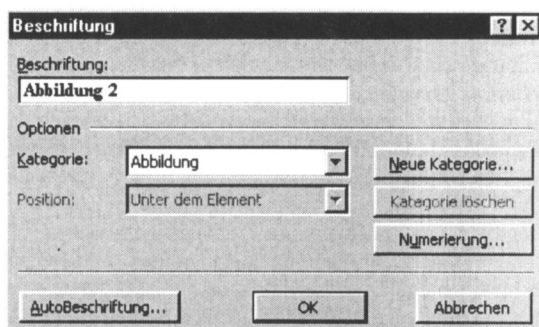 Beschriftung
Beschriftung:
Abbildung 2
Optionen
Kategorie: Abbildung Neue Kategorie...
Position: Unter dem Element Kategorie löschen
Numerierung...
AutoBeschriftung... OK Abbrechen